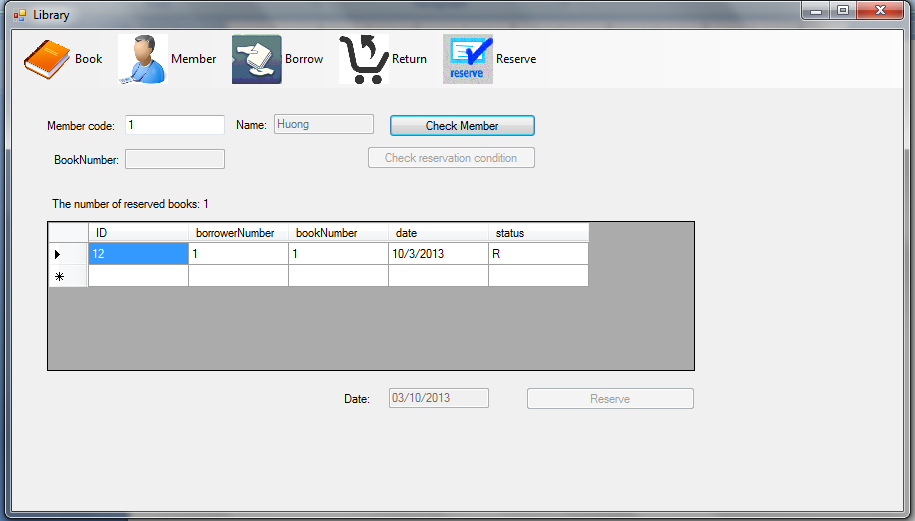 Library
Book Member Borrow Return reserve Reserve
Member code: 1 Name: Huong Check Member
BookNumber: Check reservation condition
The number of reserved books: 1
ID borrowerNumber bookNumber date status
12 1 1 10/3/2013 R
Date: 03/10/2013 Reserve